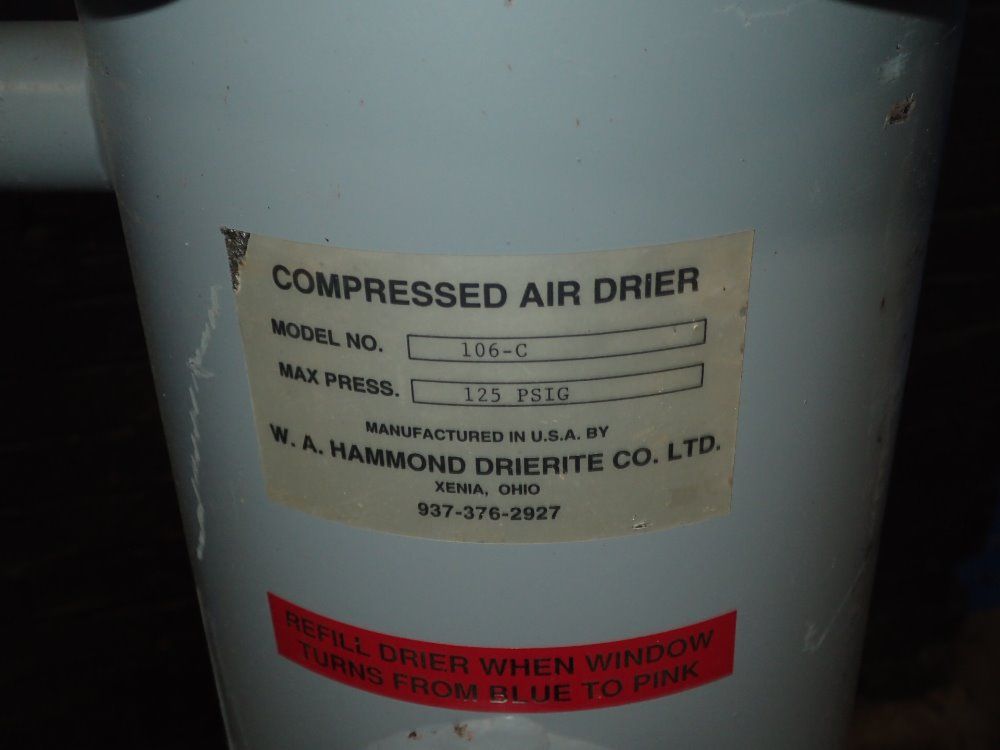 COMPRESSED AIR DRIER
MODEL NO. 106-C
MAX PRESS. 125 PSIG
MANUFACTURED IN U.S.A. BY
W. A. HAMMOND DRIERITE CO. LTD.
XENIA, OHIO
937-376-2927
REFILL DRIER WHEN WINDOW
TURNS FROM BLUE TO PINK